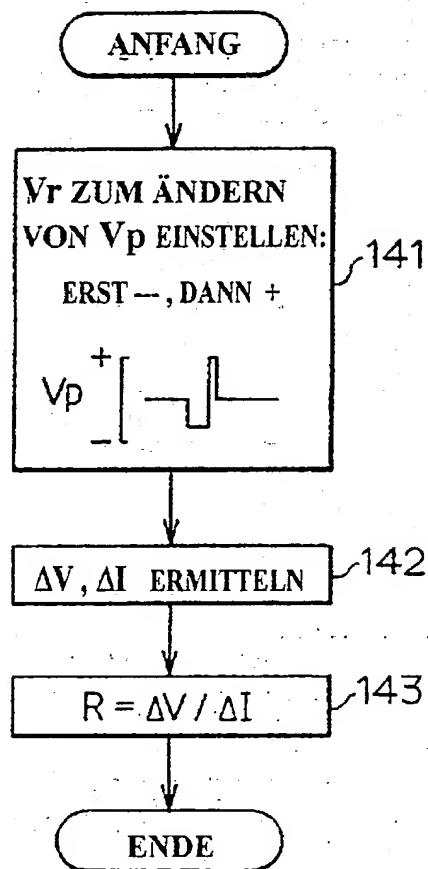 ANFANG
Vr ZUM ÄNDERN
VON Vp EINSTELLEN:
ERST –, DANN +
141
Vp + –
ΔV, ΔI ERMITTELN
142
R = ΔV / ΔI
143
ENDE